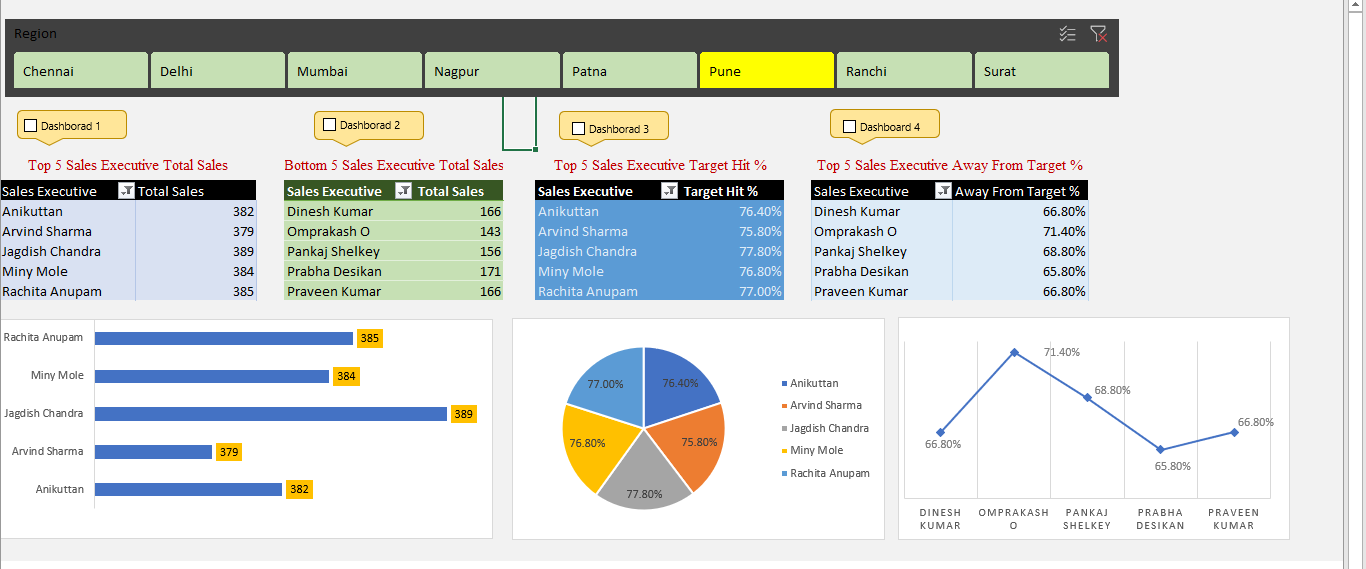 Region
Chennai Delhi Mumbai Nagpur Patna Pune Ranchi Surat
Dashborad 1 Dashborad 2 Dashborad 3 Dashboard 4
Top 5 Sales Executive Total Sales
Sales Executive Total Sales
Anikuttan 382
Arvind Sharma 379
Jagdish Chandra 389
Miny Mole 384
Rachita Anupam 385
Bottom 5 Sales Executive Total Sales
Sales Executive Total Sales
Dinesh Kumar 166
Omprakash O 143
Pankaj Shelkey 156
Prabha Desikan 171
Praveen Kumar 166
Top 5 Sales Executive Target Hit %
Sales Executive Target Hit %
Anikuttan 76.40%
Arvind Sharma 75.80%
Jagdish Chandra 77.80%
Miny Mole 76.80%
Rachita Anupam 77.00%
Top 5 Sales Executive Away From Target %
Sales Executive Away From Target %
Dinesh Kumar 66.80%
Omprakash O 71.40%
Pankaj Shelkey 68.80%
Prabha Desikan 65.80%
Praveen Kumar 66.80%
Rachita Anupam 385
Miny Mole 384
Jagdish Chandra 389
Arvind Sharma 379
Anikuttan 382
77.00% 76.40%
76.80% 75.80%
77.80%
Anikuttan
Arvind Sharma
Jagdish Chandra
Miny Mole
Rachita Anupam
71.40%
68.80%
66.80%
66.80%
65.80%
DINESH OMPRAKASH PANKAJ PRABHA PRAVEEN
KUMAR O SHELKEY DESIKAN KUMAR